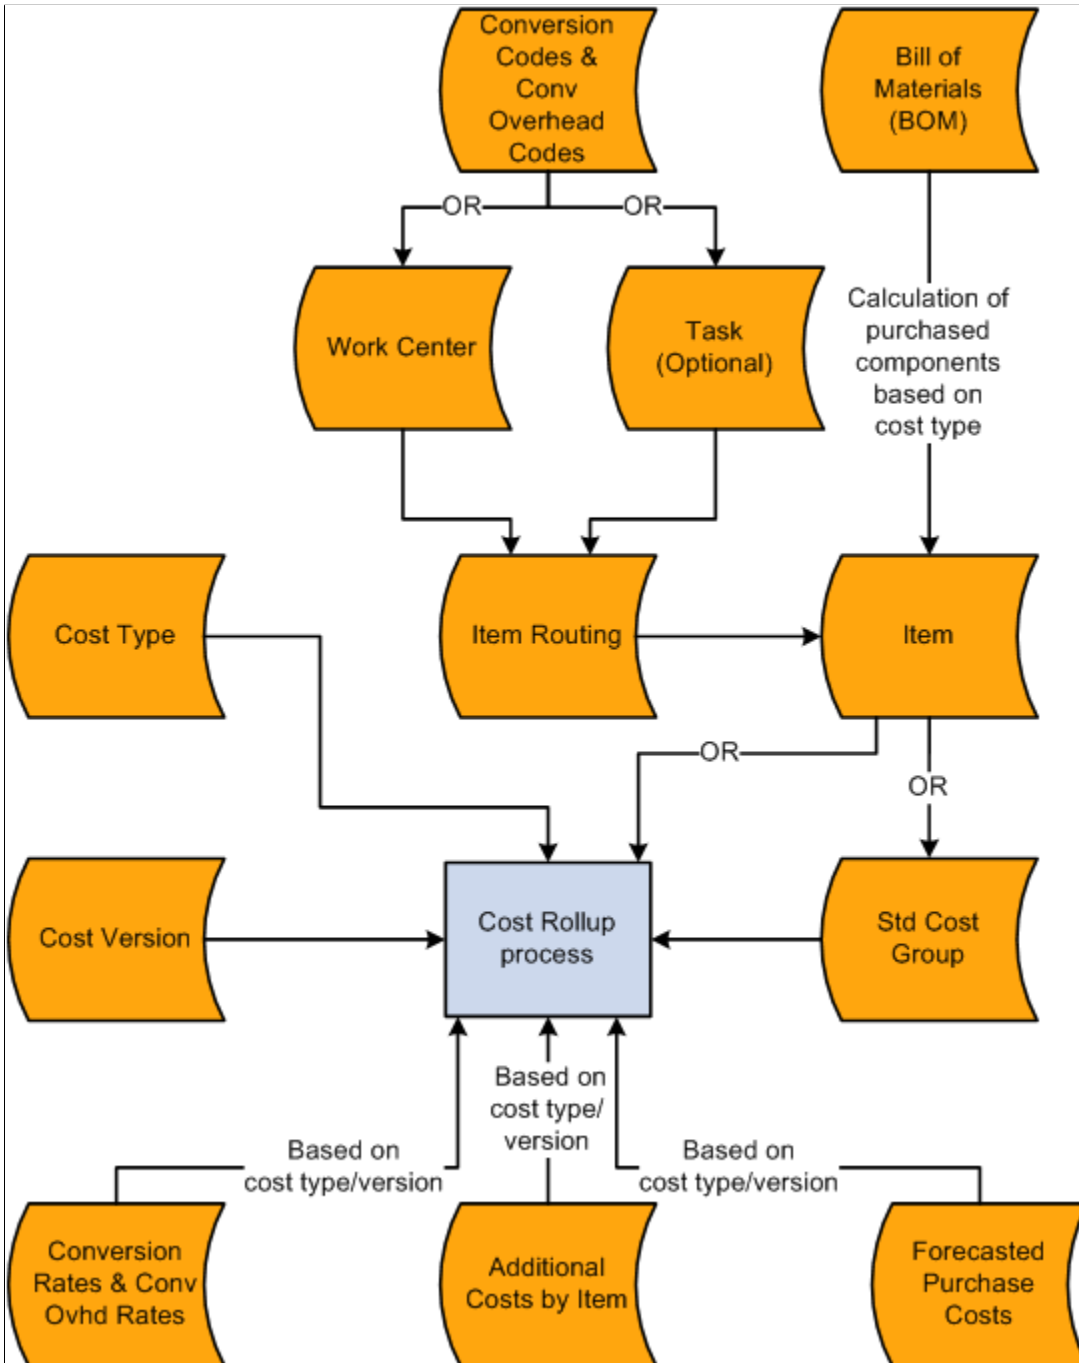 Conversion
Codes &
Conv
Overhead
Codes
Bill of
Materials
(BOM)
OR
OR
Work Center
Task
(Optional)
Calculation of
purchased
components
based on
cost type
Cost Type
Item Routing
Item
OR
OR
Cost Version
Cost Rollup
process
Std Cost
Group
Based on
cost type/
version
Based on
cost type/version
Based on
cost type/version
Conversion
Rates & Conv
Ovhd Rates
Additional
Costs by Item
Forecasted
Purchase
Costs